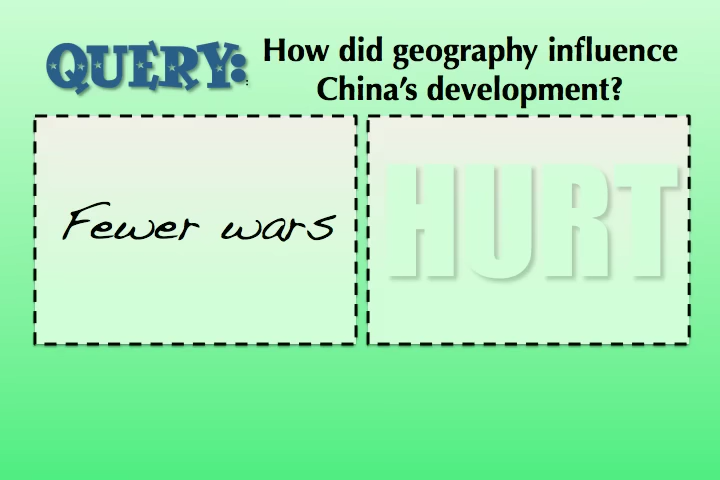 QUERY: How did geography influence
China's development?
Fewer wars
HURT